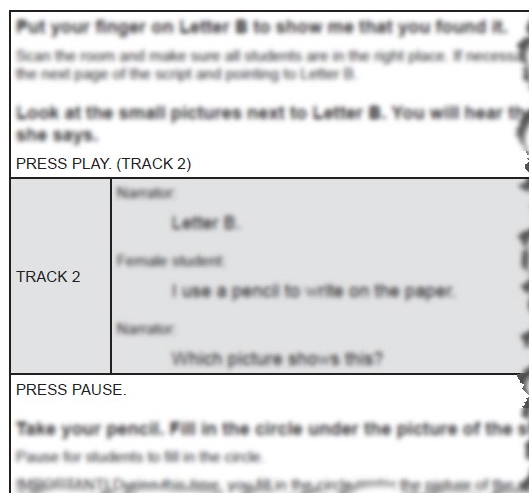 Put your finger on Letter B to show me that you found it.
Scan the room and make sure all students are in the right place. If
the next page of the script and pointing to Letter B.
Look at the small pictures next to Letter B. You will hear
she says.
PRESS PLAY. (TRACK 2)
Narrator:
Letter B.
Female student:
TRACK 2
I use a pencil to write on the paper.
Narrator:
Which picture shows this?
PRESS PAUSE.
Take your pencil. Fill in the circle under the picture of the
Pause for students to fill in the circle.